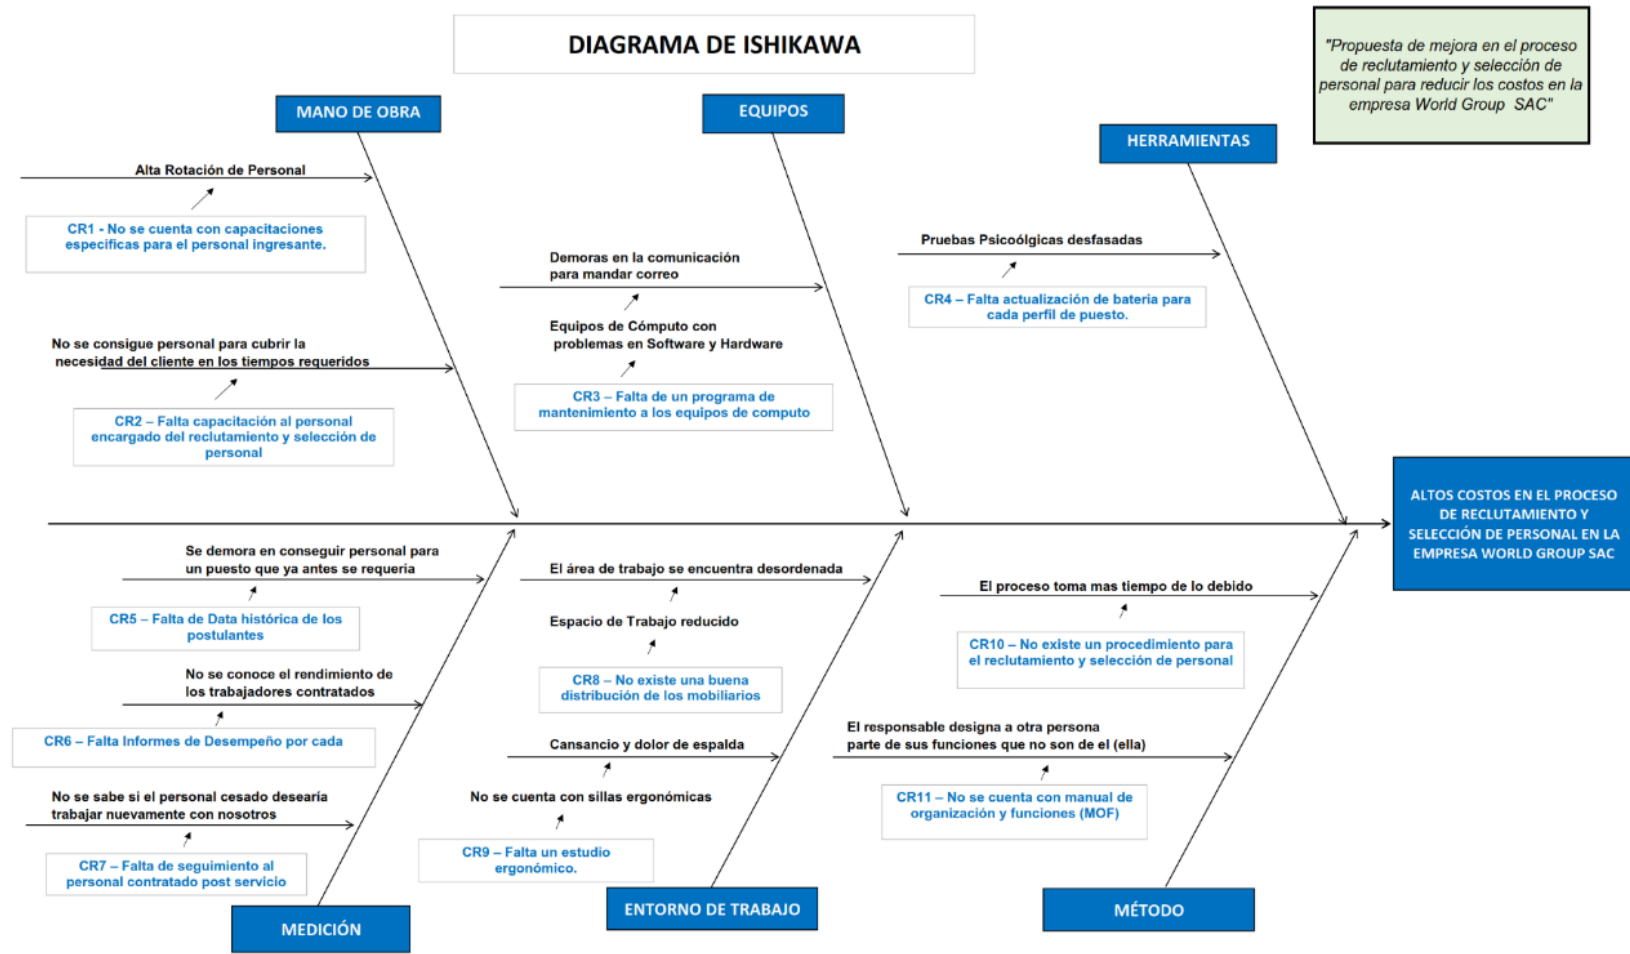 DIAGRAMA DE ISHIKAWA
"Propuesta de mejora en el proceso
de reclutamiento y selección de
personal para reducir los costos en la
empresa World Group SAC"
MANO DE OBRA
EQUIPOS
HERRAMIENTAS
Alta Rotación de Personal
CR1 - No se cuenta con capacitaciones
especificas para el personal ingresante.
No se consigue personal para cubrir la
necesidad del cliente en los tiempos requeridos
CR2 – Falta capacitación al personal
encargado del reclutamiento y selección de
personal
Demoras en la comunicación
para mandar correo
Equipos de Cómputo con
problemas en Software y Hardware
CR3 – Falta de un programa de
mantenimiento a los equipos de computo
Pruebas Psicoólgicas desfasadas
CR4 – Falta actualización de bateria para
cada perfil de puesto.
ALTOS COSTOS EN EL PROCESO
DE RECLUTAMIENTO Y
SELECCIÓN DE PERSONAL EN LA
EMPRESA WORLD GROUP SAC
Se demora en conseguir personal para
un puesto que ya antes se requeria
CR5 – Falta de Data histórica de los
postulantes
No se conoce el rendimiento de
los trabajadores contratados
CR6 – Falta Informes de Desempeño por cada
No se sabe si el personal cesado desearía
trabajar nuevamente con nosotros
CR7 – Falta de seguimiento al
personal contratado post servicio
El área de trabajo se encuentra desordenada
Espacio de Trabajo reducido
CR8 – No existe una buena
distribución de los mobiliarios
Cansancio y dolor de espalda
No se cuenta con sillas ergonómicas
CR9 – Falta un estudio
ergonómico.
El proceso toma mas tiempo de lo debido
CR10 – No existe un procedimiento para
el reclutamiento y selección de personal
El responsable designa a otra persona
parte de sus funciones que no son de el (ella)
CR11 – No se cuenta con manual de
organización y funciones (MOF)
MEDICIÓN
ENTORNO DE TRABAJO
MÉTODO